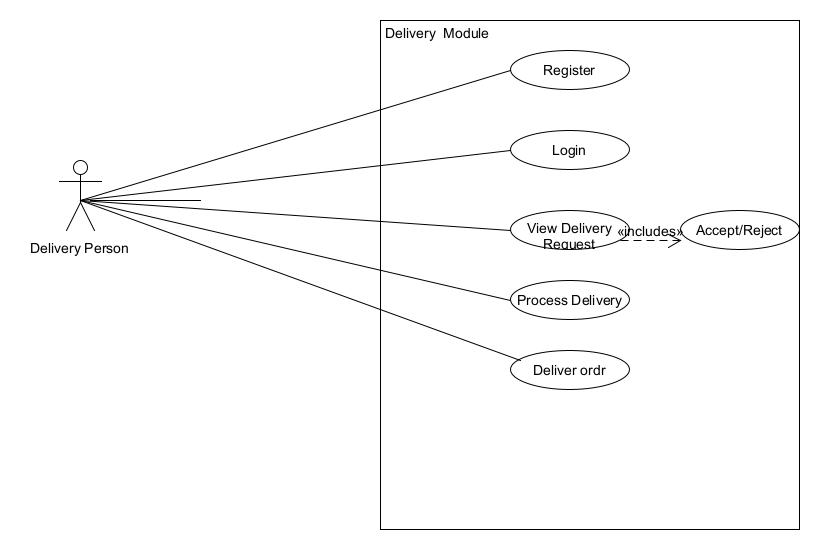 Delivery  Module
Register
Login
View Delivery
Request
«includes»
Accept/Reject
Delivery Person
Process Delivery
Deliver ordr